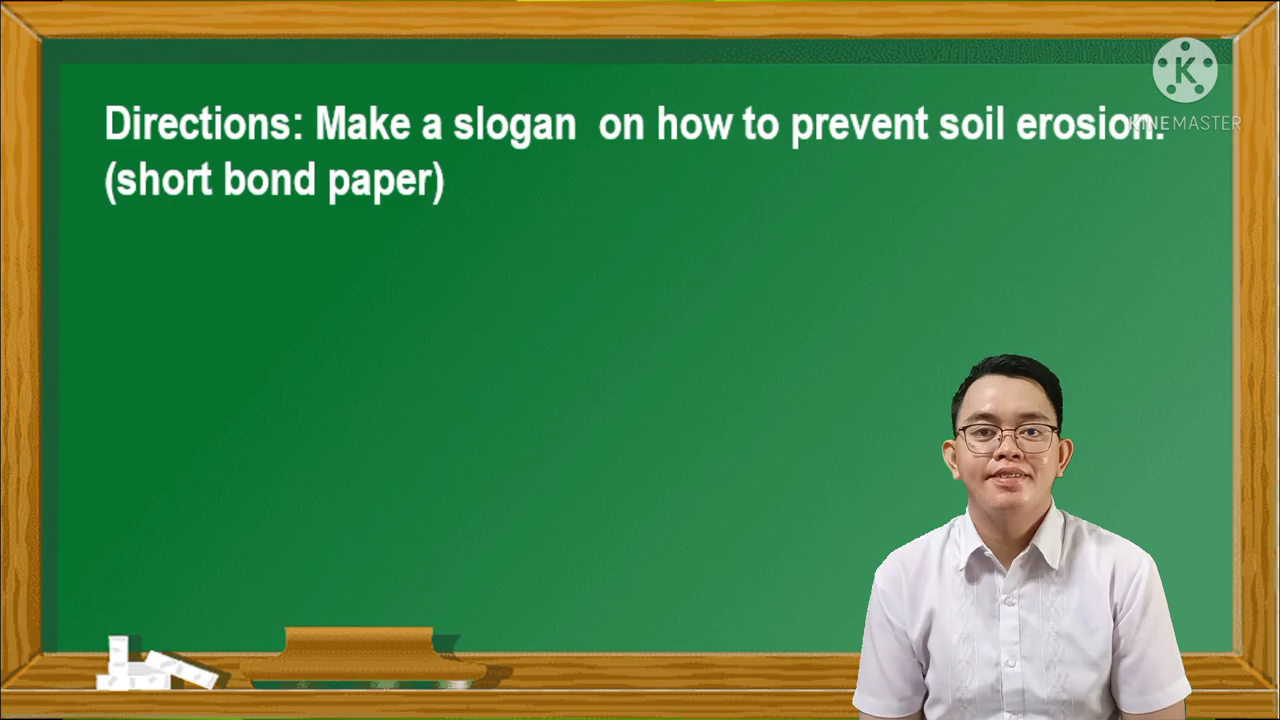 Directions: Make a slogan  on how to prevent soil erosion.
(short bond paper)
K
KINEMASTER